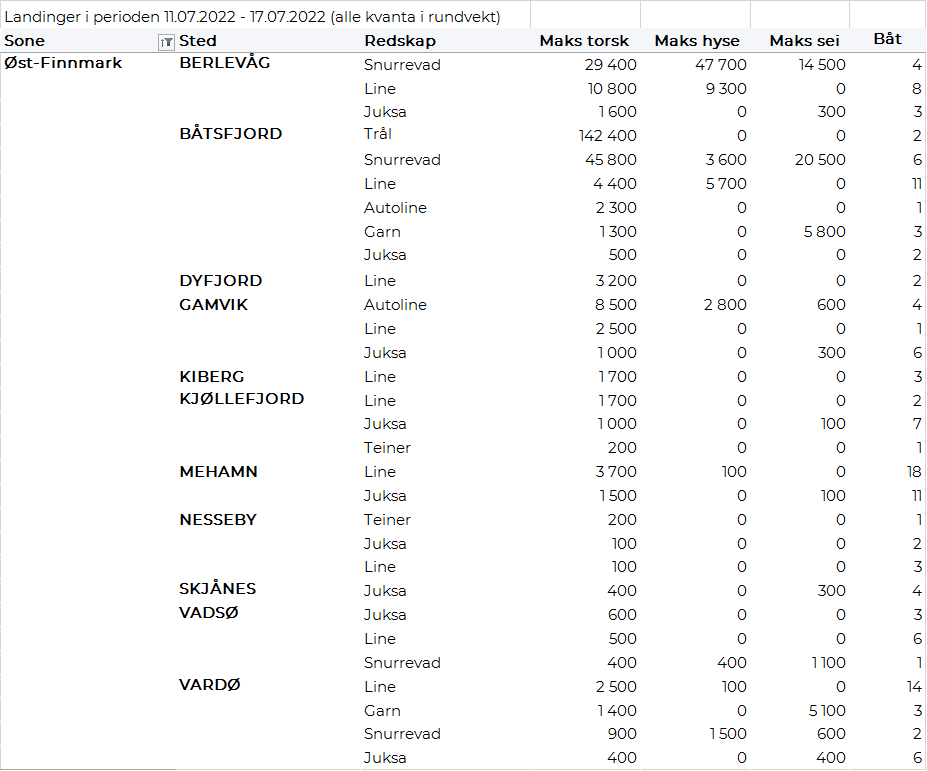 Landinger i perioden 11.07.2022 - 17.07.2022 (alle kvanta i rundvekt)
Sone Sted Redskap Maks torsk Maks hyse Maks sei Båt
Øst-Finnmark BERLEVÅG Snurrevad 29 400 47 700 14 500 4
Line 10 800 9 300 0 8
Juksa 1 600 0 300 3
BÅTSFJORD Trål 142 400 0 0 2
Snurrevad 45 800 3 600 20 500 6
Line 4 400 5 700 0 11
Autoline 2 300 0 0 1
Garn 1 300 0 5 800 3
Juksa 500 0 0 2
DYFJORD Line 3 200 0 0 2
GAMVIK Autoline 8 500 2 800 600 4
Line 2 500 0 0 1
Juksa 1 000 0 300 6
KIBERG Line 1 700 0 0 3
KJØLLEFJORD Line 1 700 0 0 2
Juksa 1 000 0 100 7
Teiner 200 0 0 1
MEHAMN Line 3 700 100 0 18
Juksa 1 500 0 100 11
NESSEBY Teiner 200 0 0 1
Juksa 100 0 0 2
Line 100 0 0 3
SKJÅNES Juksa 400 0 300 4
VADSØ Juksa 600 0 0 3
Line 500 0 0 6
Snurrevad 400 400 1 100 1
VARDØ Line 2 500 100 0 14
Garn 1 400 0 5 100 3
Snurrevad 900 1 500 600 2
Juksa 400 0 400 6